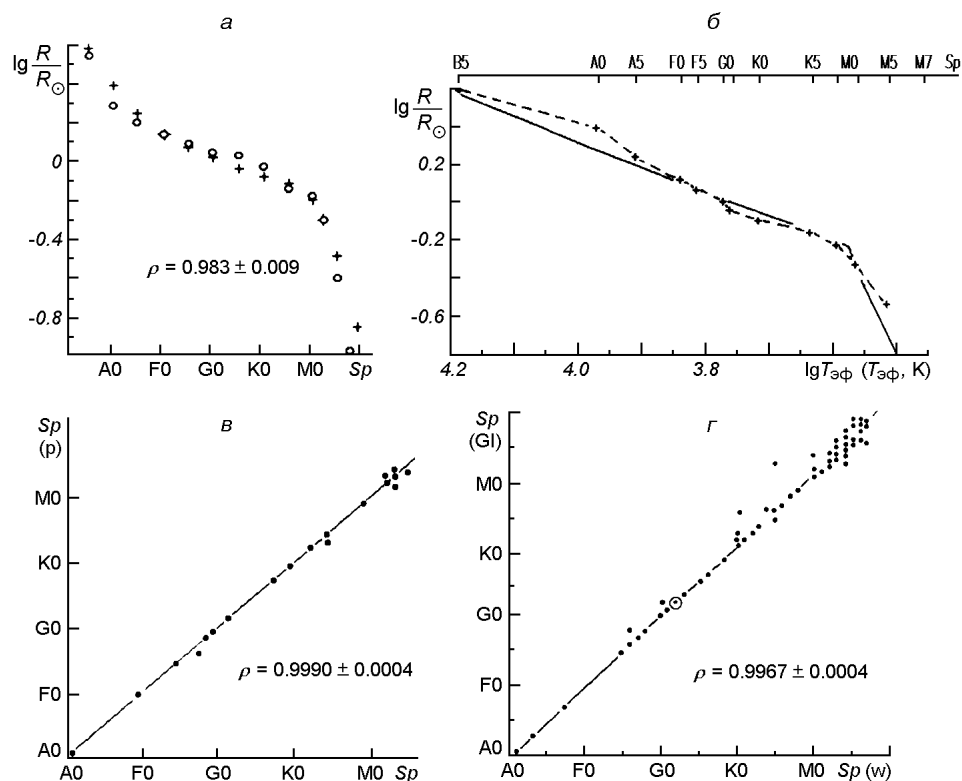 а
lg R/R☉
0
-0.4
-0.8
ρ = 0.983 ± 0.009
A0 F0 G0 K0 M0 Sp
б
B5 A0 A5 F0 F5 G0 K0 K5 M0 M5 M7 Sp
lg R/R☉
0.2
-0.2
-0.6
4.2 4.0 3.8 lgTэф (Tэф, K)
в
Sp
(p)
M0
K0
G0
F0
A0
ρ = 0.9990 ± 0.0004
A0 F0 G0 K0 M0 Sp
г
Sp
(Gl)
M0
K0
G0
F0
A0
ρ = 0.9967 ± 0.0004
A0 F0 G0 K0 M0 Sp (w)